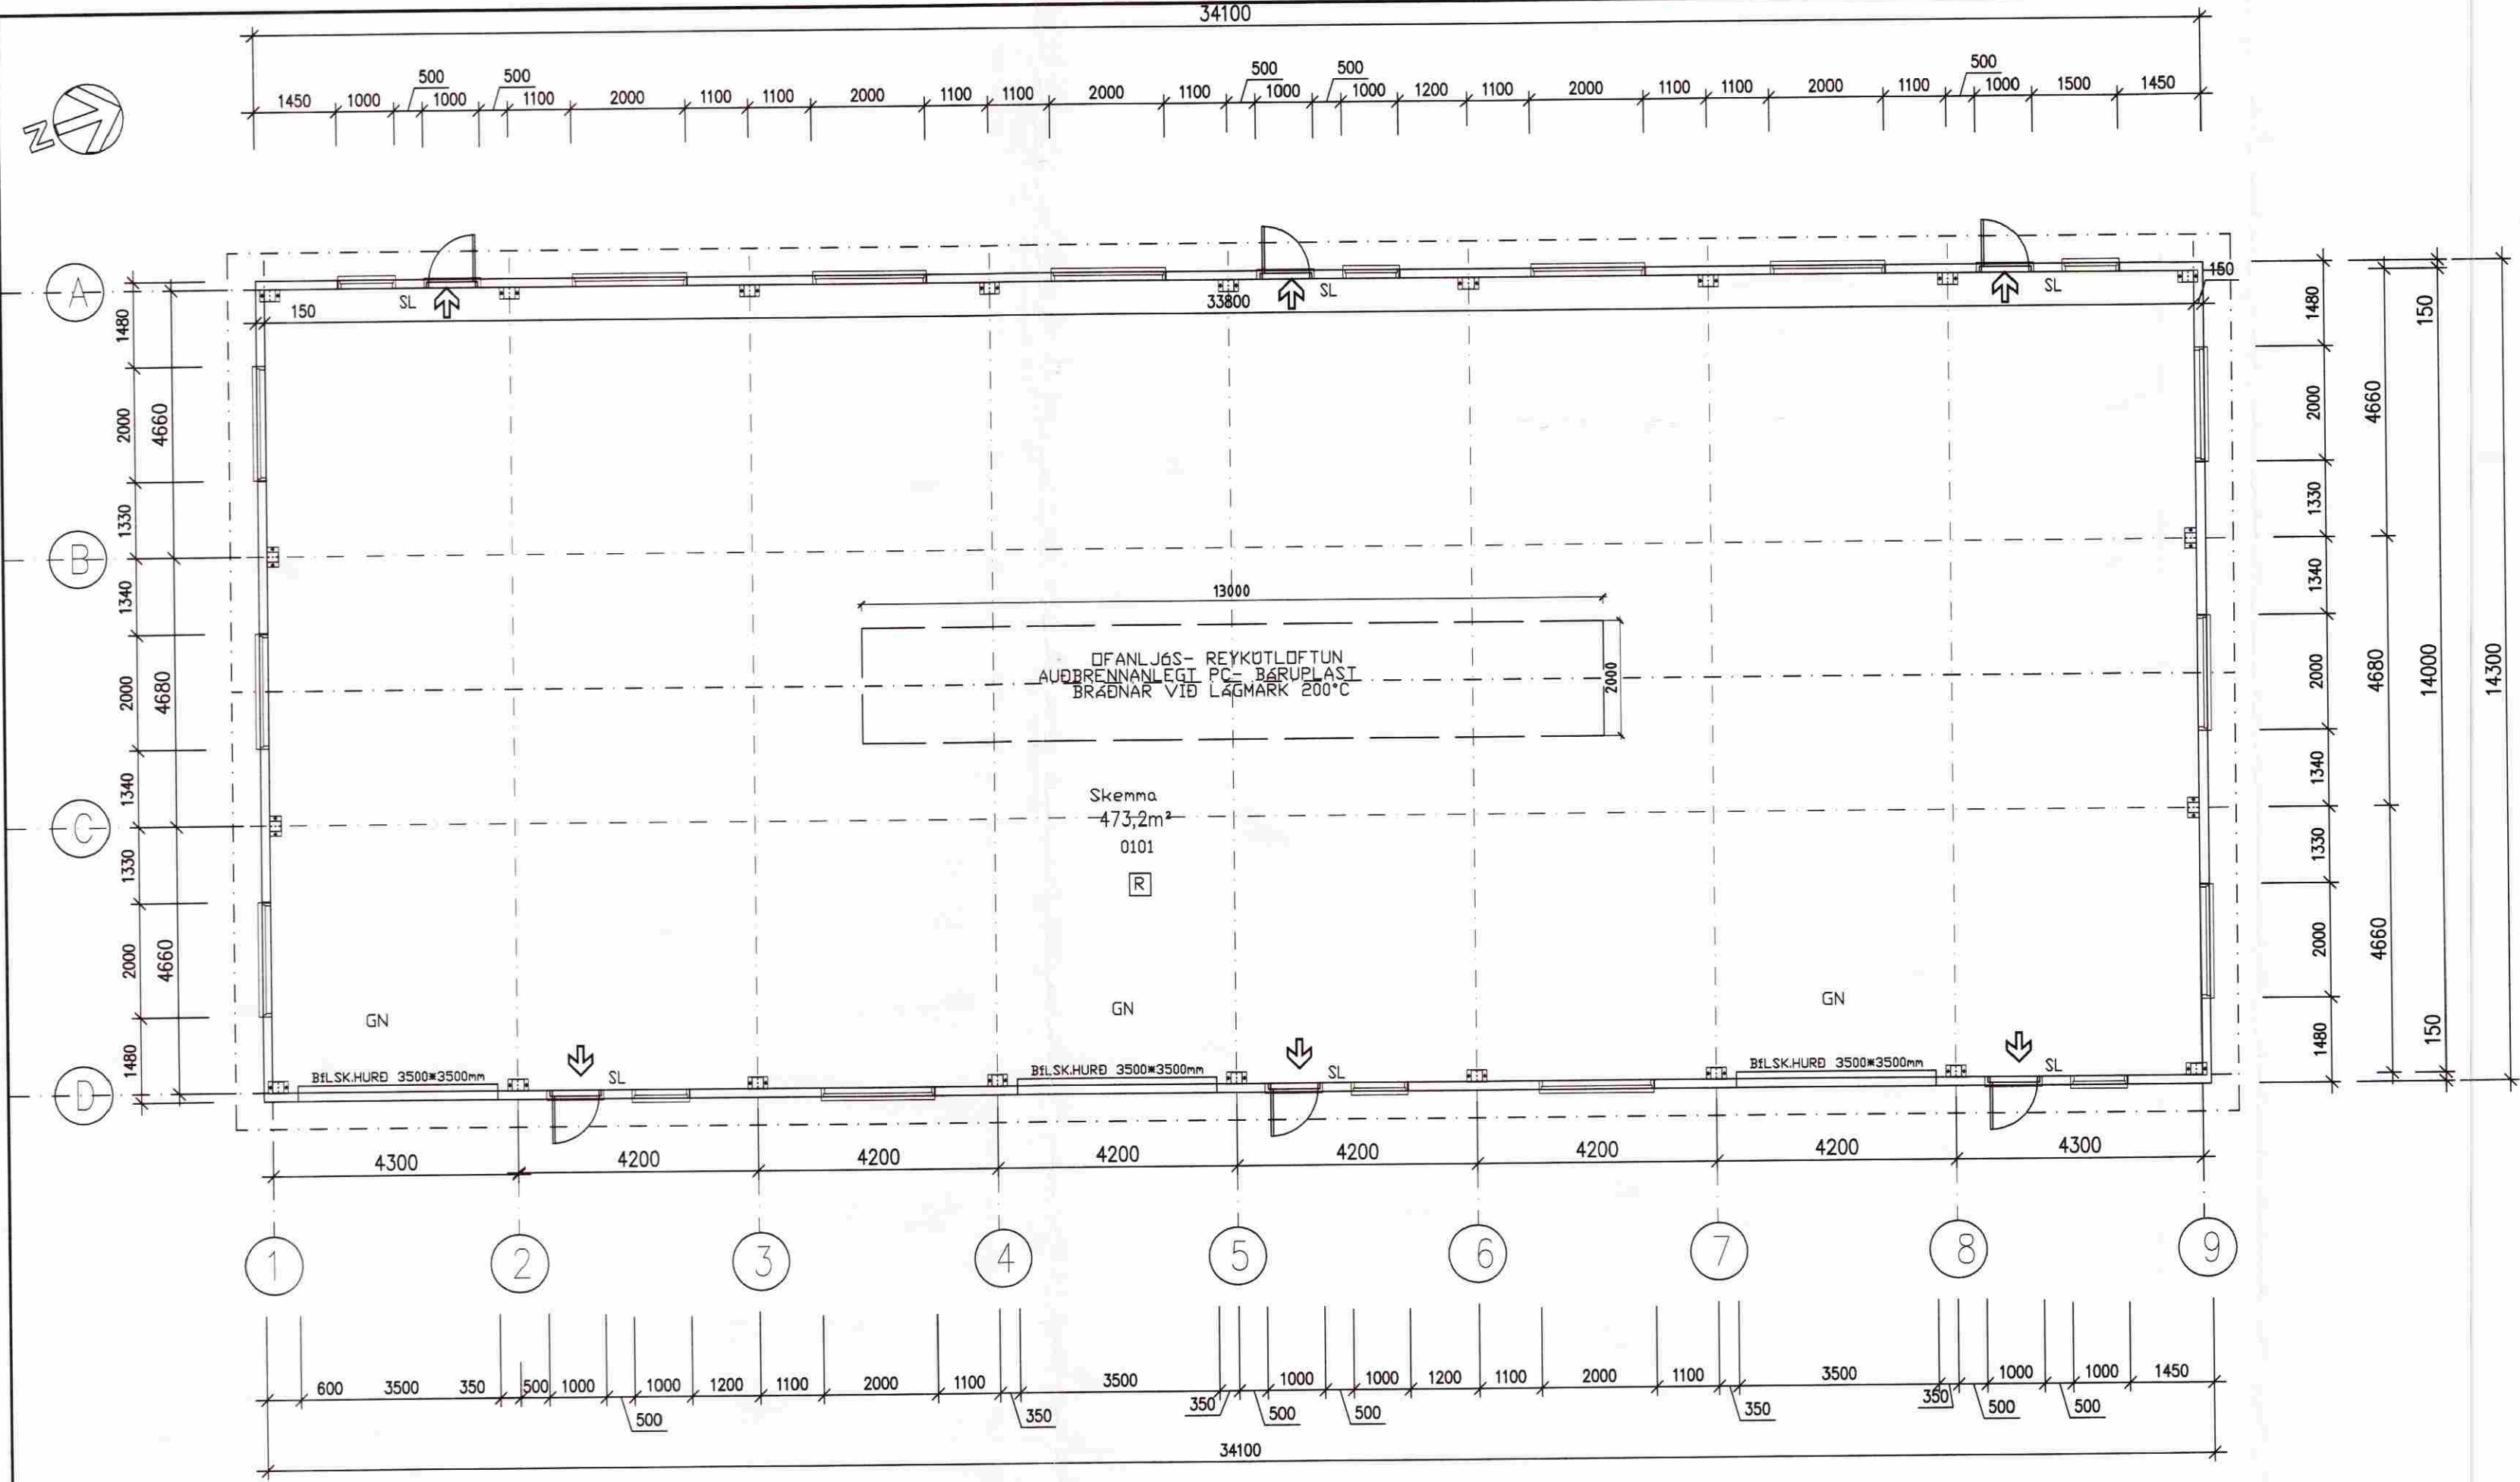 34100
500 500 500 500 500
1450 1000 1000 1100 2000 1100 1100 2000 1100 1100 2000 1100 1000 1000 1200 1100 2000 1100 1100 2000 1100 1000 1500 1450
N
A
SL
SL
SL
150
150
33800
1480
1480
150
2000
4660
2000
4660
1330
1330
B
1340
1340
13000
OFANLJÓS- REYKÚTLOFTUN
AUÐBRENNANLEGT PC- BÁRUPLAST
BRÁÐNAR VIÐ LÁGMARK 200°C
2000
2000
4680
2000
4680
14000
14300
1340
1340
Skemma
473,2m²
0101
R
C
1330
1330
2000
4660
2000
4660
GN
GN
GN
1480
1480
150
BÍLSK.HURÐ 3500*3500mm
SL
BÍLSK.HURÐ 3500*3500mm
SL
BÍLSK.HURÐ 3500*3500mm
SL
D
4300 4200 4200 4200 4200 4200 4200 4300
1 2 3 4 5 6 7 8 9
600 3500 350 500 1000 1000 1200 1100 2000 1100 3500 1000 1000 1200 1100 2000 1100 3500 1000 1000 1450
500 350 350 500 500 350 350 500 500
34100